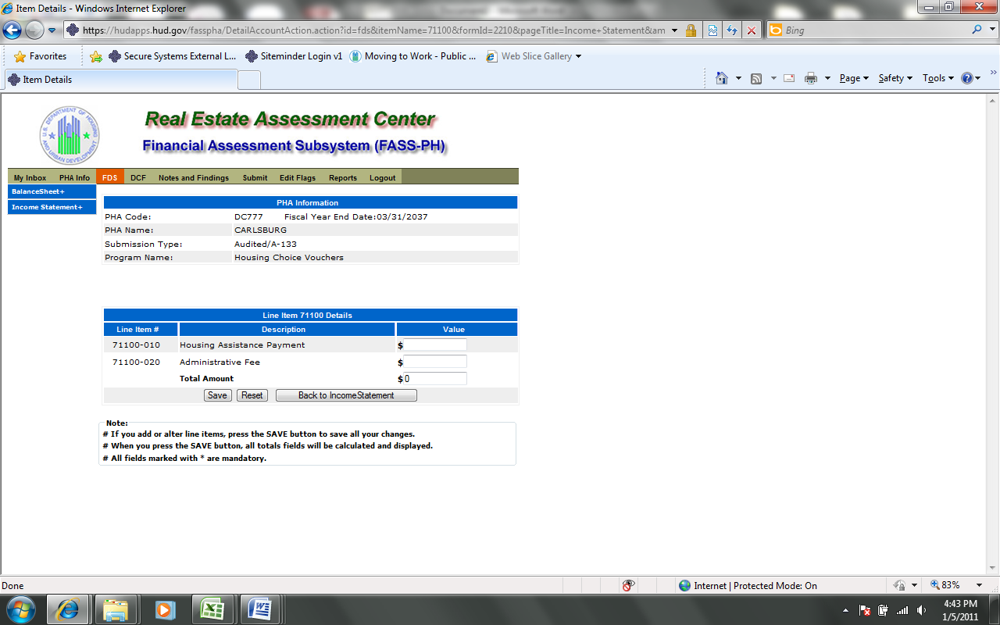 Item Details - Windows Internet Explorer
https://hudapps.hud.gov/fasspha/DetailAccountAction.action?id=fds&itemName=71100&formId=2210&pageTitle=Income+Statement&am
Bing
Favorites Secure Systems External L... Siteminder Login v1 Moving to Work - Public ... Web Slice Gallery
Item Details Page Safety Tools »
U.S. DEPARTMENT OF HOUSING AND URBAN DEVELOPMENT
Real Estate Assessment Center
Financial Assessment Subsystem (FASS-PH)
My Inbox PHA Info FDS DCF Notes and Findings Submit Edit Flags Reports Logout
BalanceSheet+
Income Statement+
PHA Information
PHA Code: DC777 Fiscal Year End Date:03/31/2037
PHA Name: CARLSBURG
Submission Type: Audited/A-133
Program Name: Housing Choice Vouchers
Line Item 71100 Details
Line Item # Description Value
71100-010 Housing Assistance Payment $
71100-020 Administrative Fee $
Total Amount $0
Save Reset Back to IncomeStatement
Note:
# If you add or alter line items, press the SAVE button to save all your changes.
# When you press the SAVE button, all totals fields will be calculated and displayed.
# All fields marked with * are mandatory.
Done Internet | Protected Mode: On 83%
4:43 PM
1/5/2011